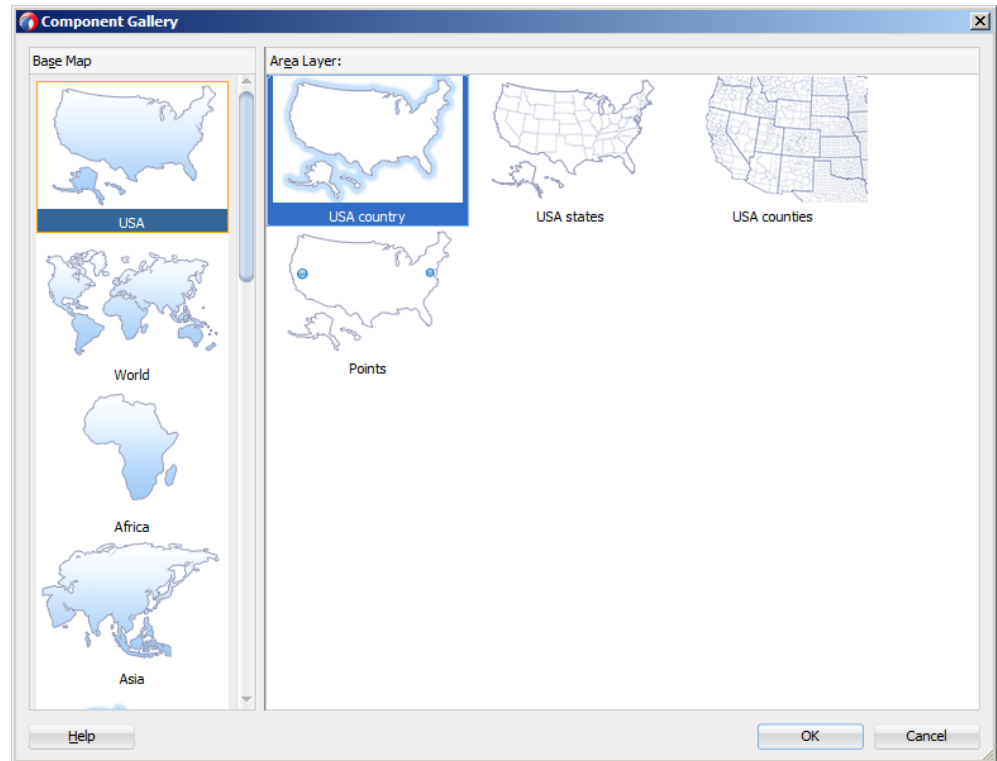 Component Gallery
Base Map
USA
World
Africa
Asia
Area Layer:
USA country
USA states
USA counties
Points
Help
OK
Cancel